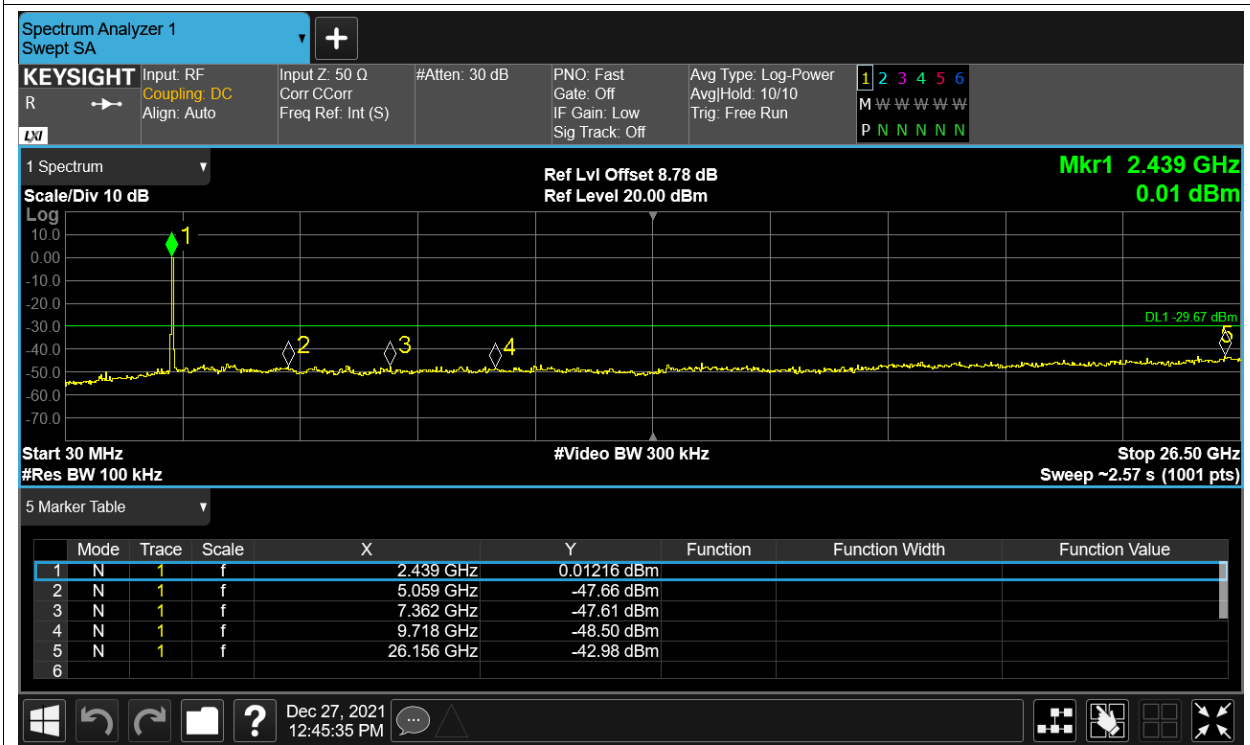 Spectrum Analyzer 1
Swept SA
KEYSIGHT Input: RF Input Z: 50 Ω #Atten: 30 dB PNO: Fast Avg Type: Log-Power 1 2 3 4 5 6
R Coupling: DC Corr CCorr Gate: Off Avg|Hold: 10/10 M W W W W W
Align: Auto Freq Ref: Int (S) IF Gain: Low Trig: Free Run
LXI Sig Track: Off P N N N N N
1 Spectrum Ref Lvl Offset 8.78 dB Mkr1 2.439 GHz
Scale/Div 10 dB Ref Level 20.00 dBm 0.01 dBm
Log
10.0 1
0.00
-10.0
-20.0
-30.0 DL1 -29.67 dBm
-40.0 2 3 4 5
-50.0
-60.0
-70.0
Start 30 MHz #Video BW 300 kHz Stop 26.50 GHz
#Res BW 100 kHz Sweep ~2.57 s (1001 pts)
5 Marker Table
Mode Trace Scale X Y Function Function Width Function Value
1 N 1 f 2.439 GHz 0.01216 dBm
2 N 1 f 5.059 GHz -47.66 dBm
3 N 1 f 7.362 GHz -47.61 dBm
4 N 1 f 9.718 GHz -48.50 dBm
5 N 1 f 26.156 GHz -42.98 dBm
6
? Dec 27, 2021
12:45:35 PM